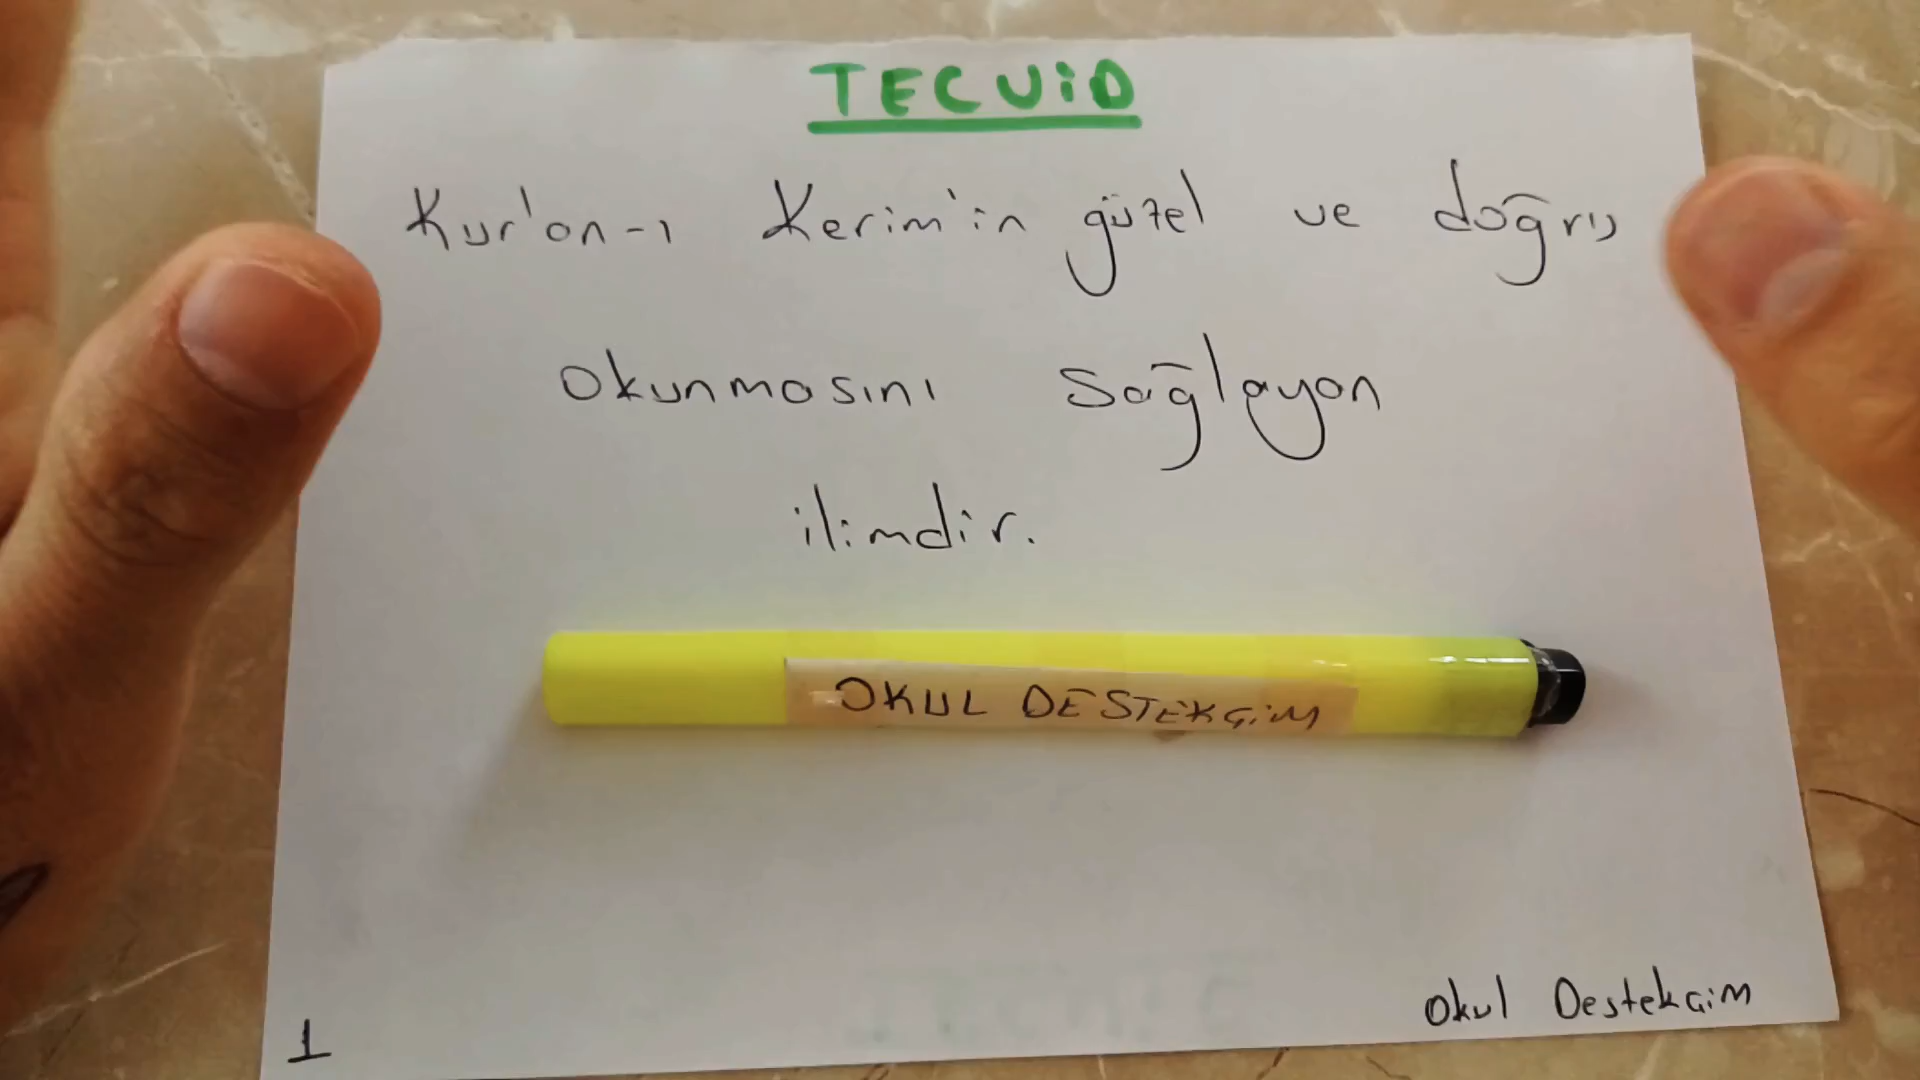 TECVİD
Kur'an-ı Kerim'in güzel ve doğru
okunmasını sağlayan
ilimdir.
OKUL DESTEKÇİM
Okul Destekçim
1